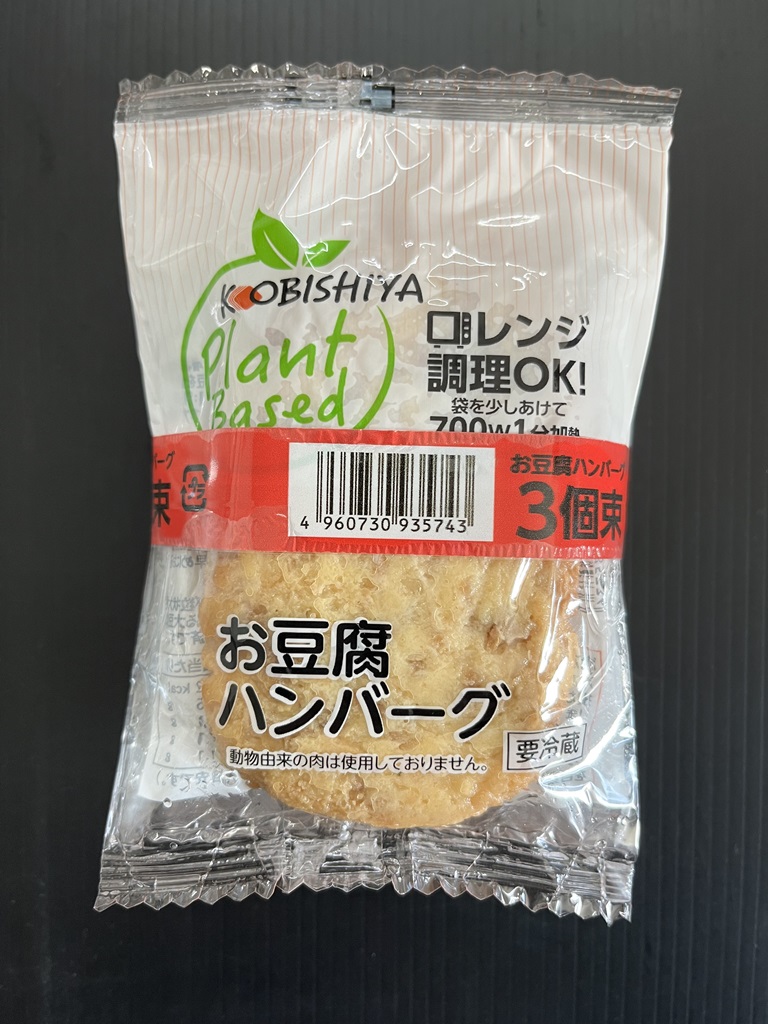 KOBISHIYA
Plant
Based
レンジ
調理OK!
袋を少しあけて
700w1分加熱
ーグ
束
お豆腐ハンバーグ
3個束
4 960730 935743
お豆腐
ハンバーグ
動物由来の肉は使用しておりません。
要冷蔵